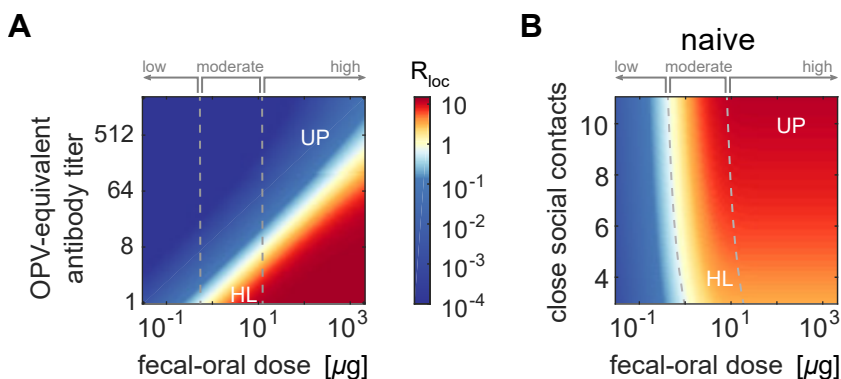 A
low moderate high
R_loc
OPV-equivalent
antibody titer
512
64
8
1
UP
HL
10^-1 10^1 10^3
fecal-oral dose [µg]
10
1
10^-1
10^-2
10^-3
10^-4
B
naive
low moderate high
close social contacts
10
8
6
4
UP
HL
10^-1 10^1 10^3
fecal-oral dose [µg]